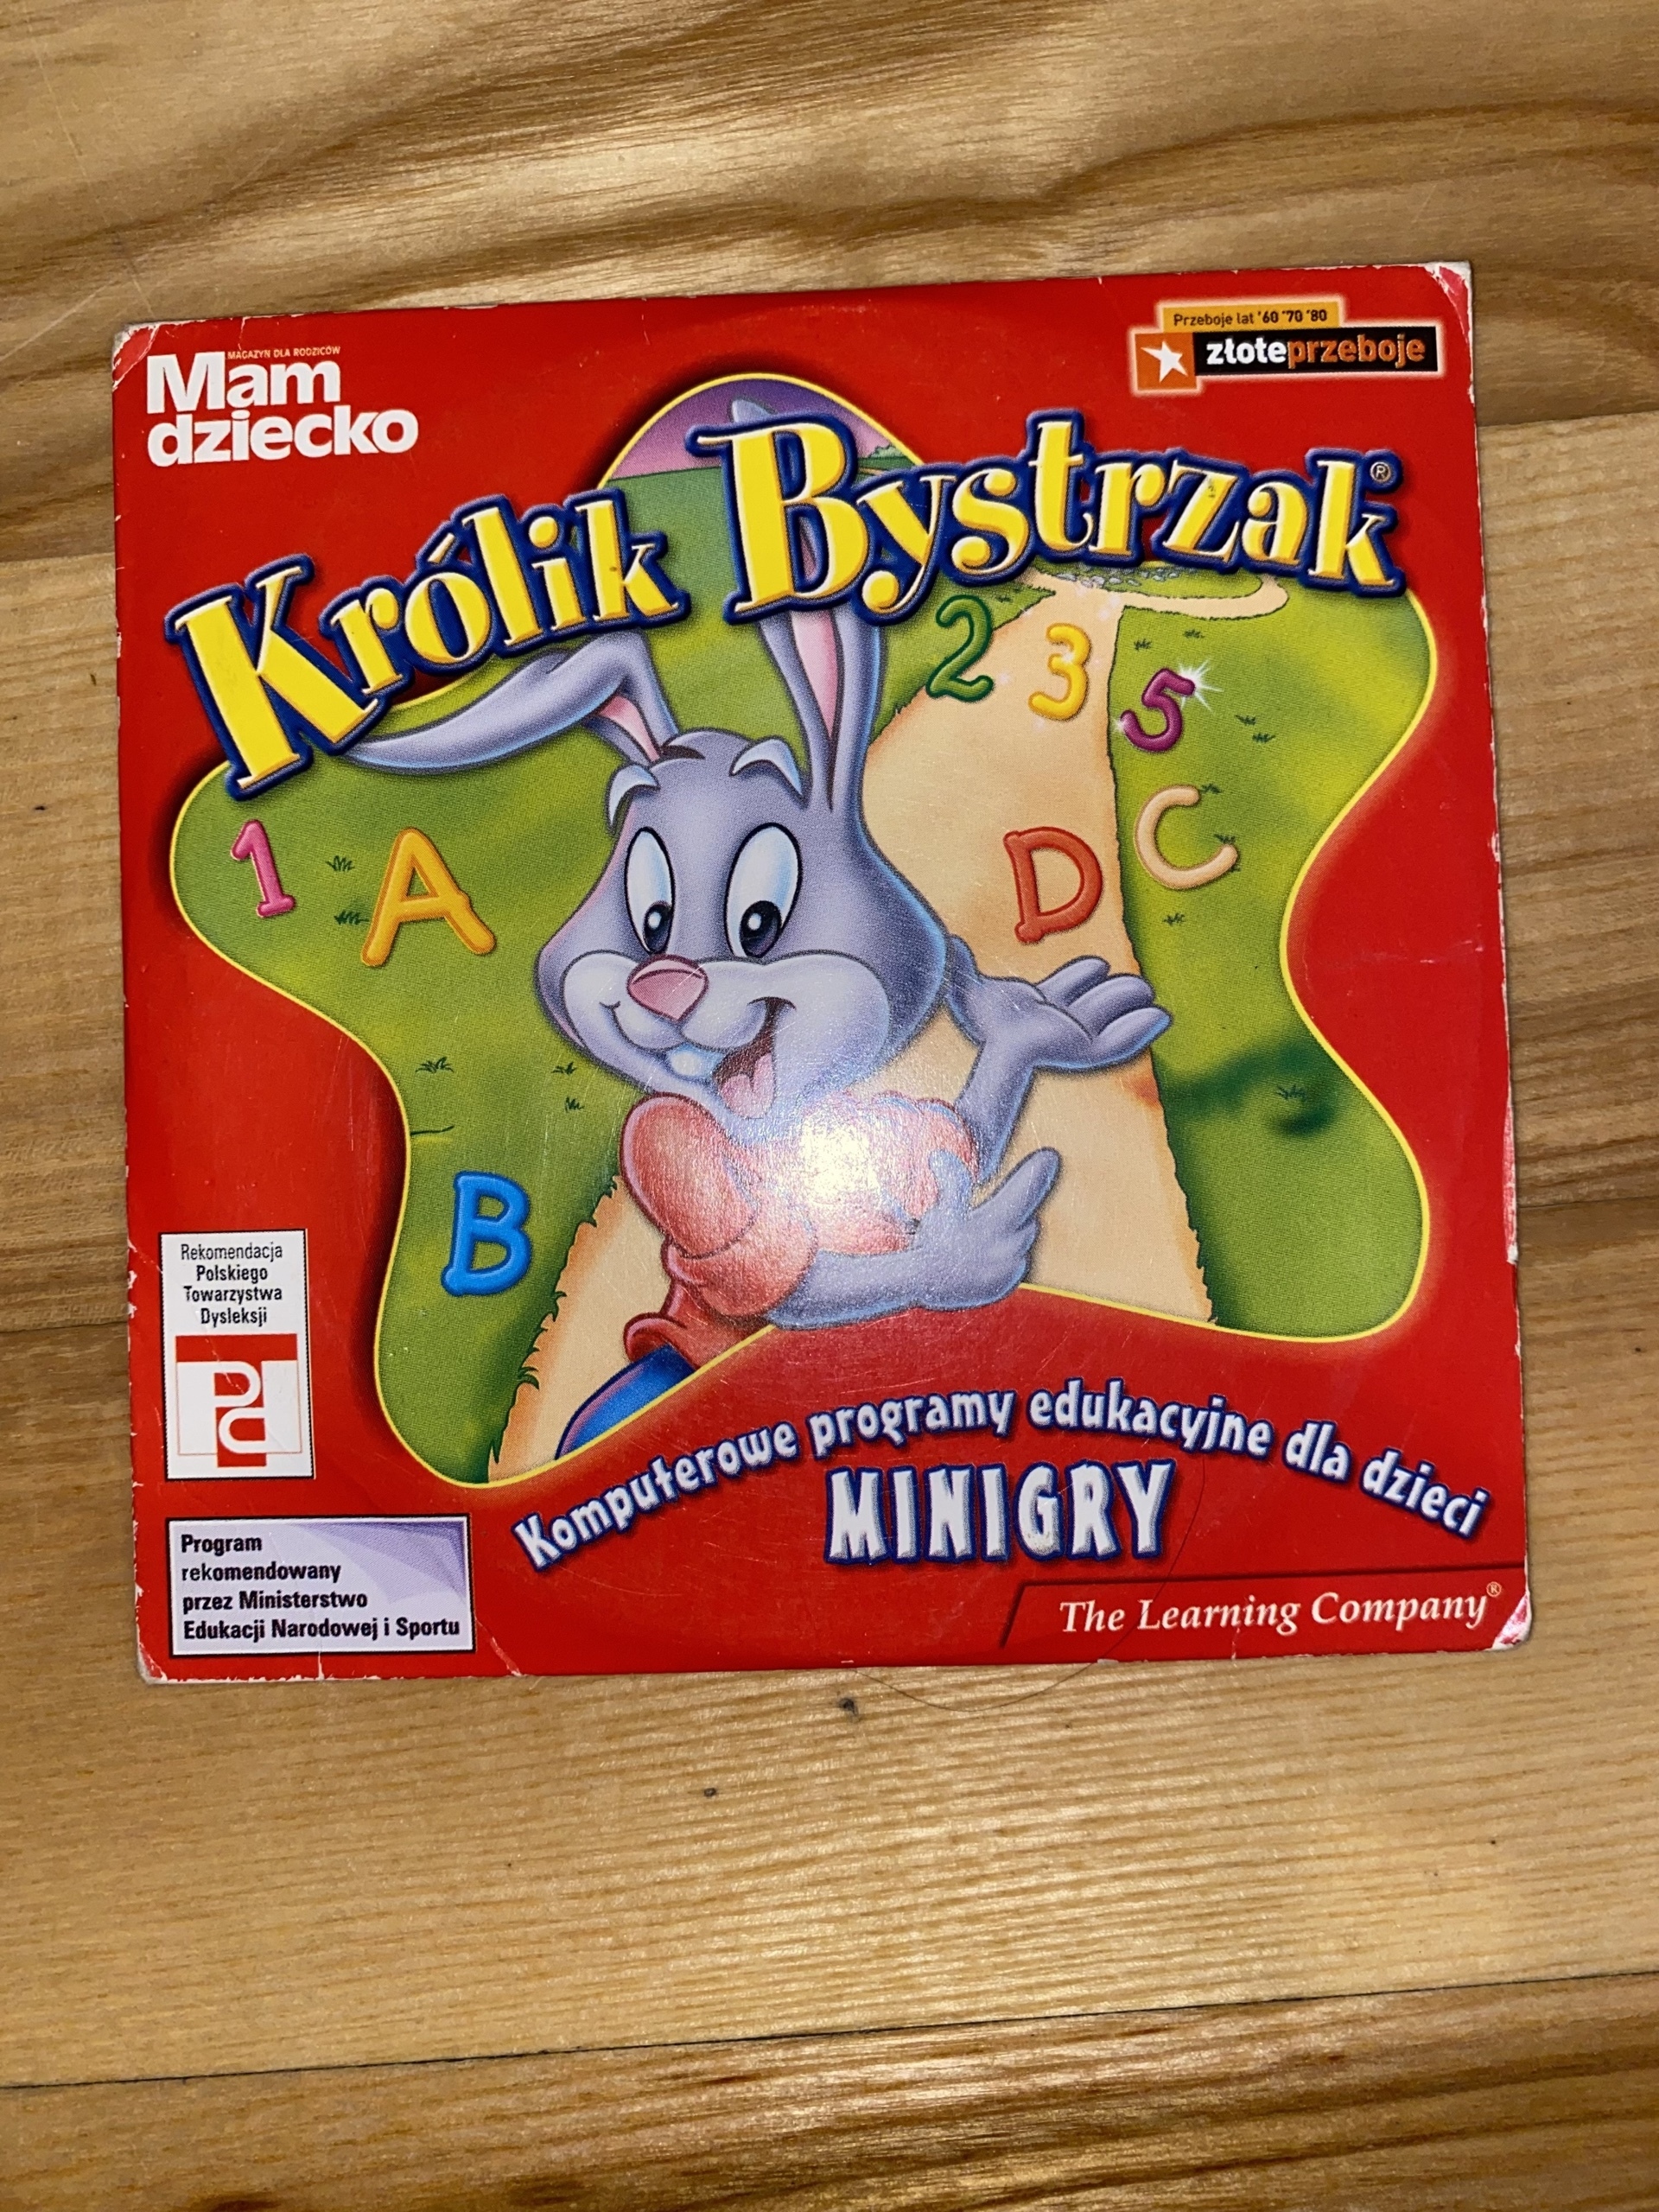 MAGAZYN DLA RODZICÓW
Mam
dziecko
Przeboje lat '60 '70 '80
złoteprzeboje
Królik Bystrzak®
2 3 5
1 A D C
B
Rekomendacja
Polskiego
Towarzystwa
Dysleksji
Komputerowe programy edukacyjne dla dzieci
MINIGRY
Program
rekomendowany
przez Ministerstwo
Edukacji Narodowej i Sportu
The Learning Company®